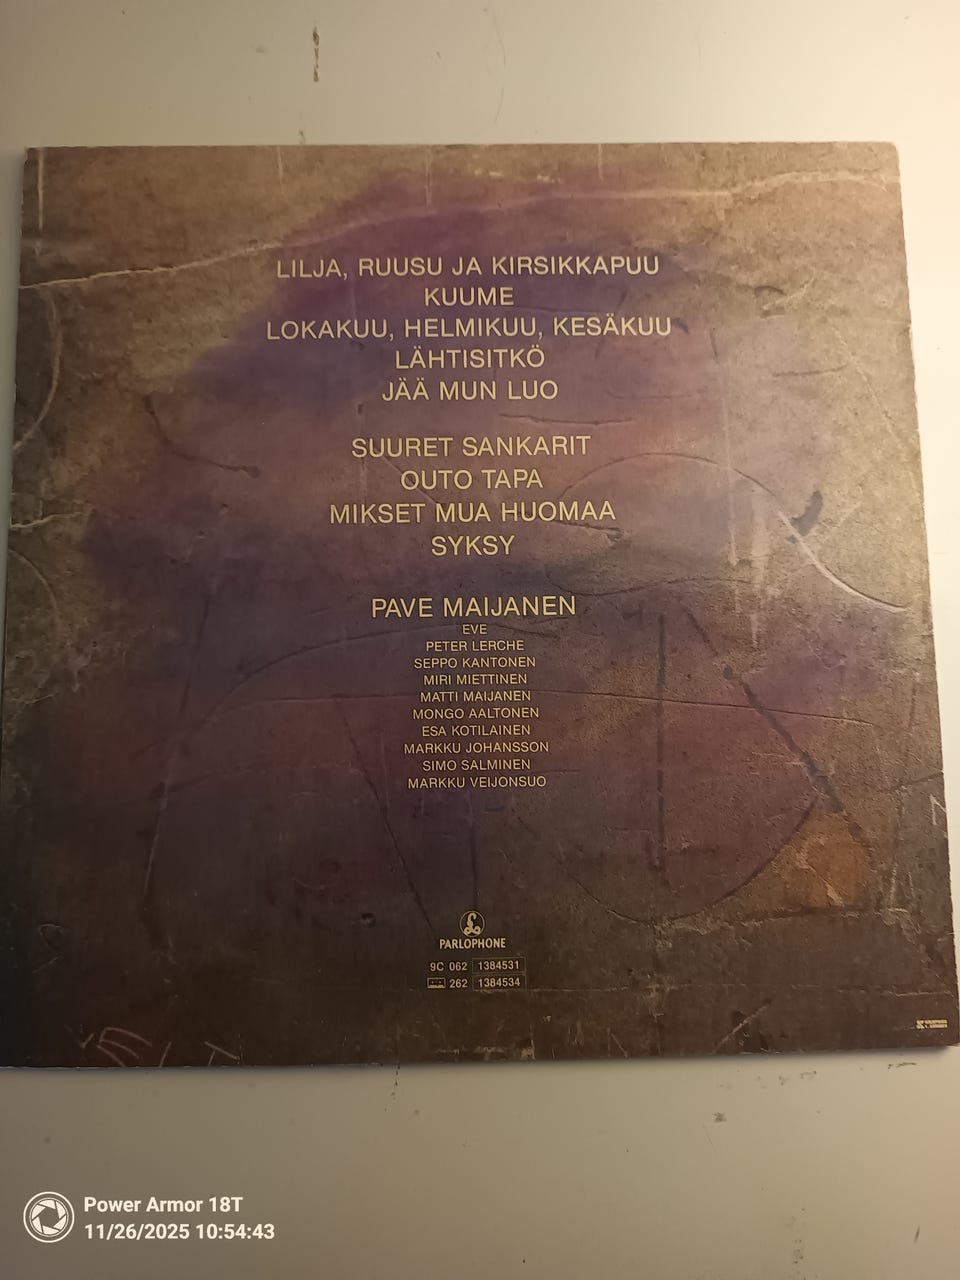 LILJA, RUUSU JA KIRSIKKAPUU
KUUME
LOKAKUU, HELMIKUU, KESÄKUU
LÄHTISITKÖ
JÄÄ MUN LUO
SUURET SANKARIT
OUTO TAPA
MIKSET MUA HUOMAA
SYKSY
PAVE MAIJANEN
EVE
PETER LERCHE
SEPPO KANTONEN
MIRI MIETTINEN
MATTI MAIJANEN
MONGO AALTONEN
ESA KOTILAINEN
MARKKU JOHANSSON
SIMO SALMINEN
MARKKU VEIJONSUO
PARLOPHONE
9C 062 1384531
262 1384534
Power Armor 18T
11/26/2025 10:54:43